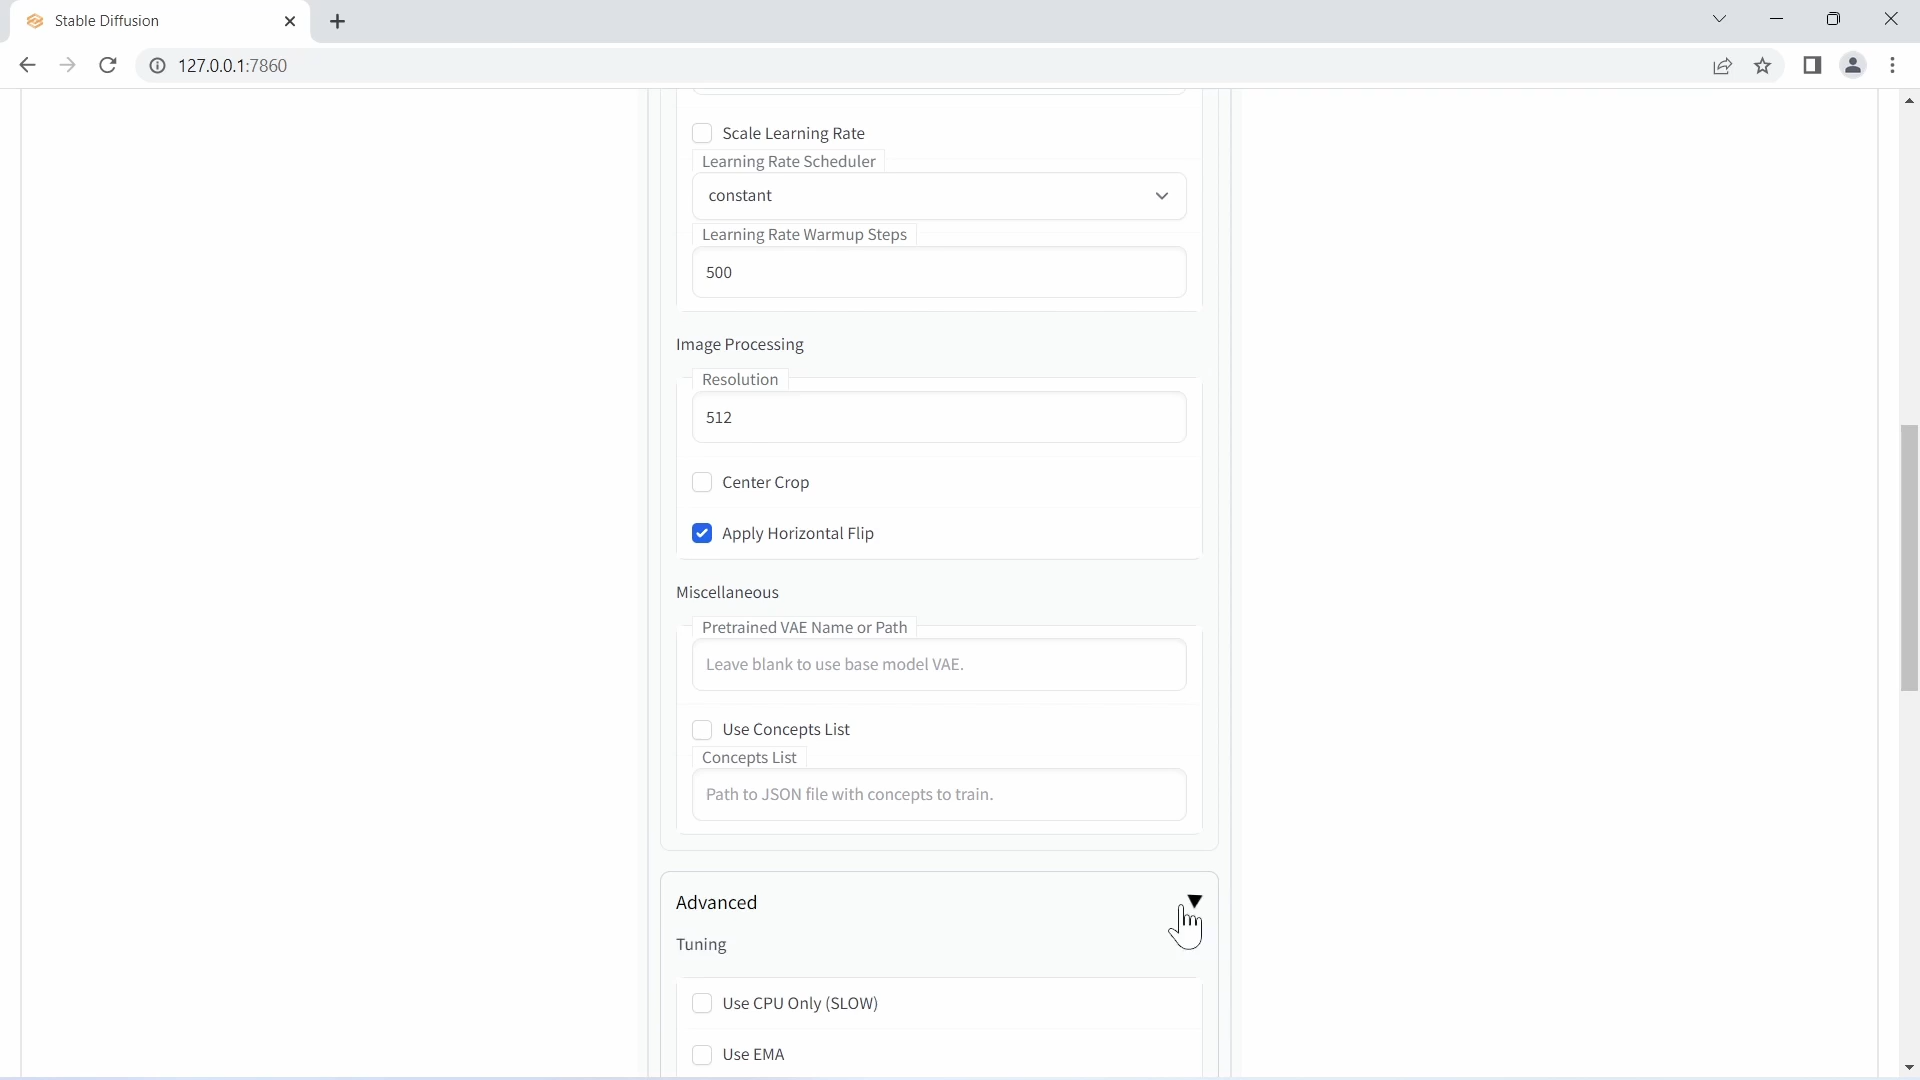 Stable Diffusion
127.0.0.1:7860
Scale Learning Rate
Learning Rate Scheduler
constant
Learning Rate Warmup Steps
500
Image Processing
Resolution
512
Center Crop
Apply Horizontal Flip
Miscellaneous
Pretrained VAE Name or Path
Leave blank to use base model VAE.
Use Concepts List
Concepts List
Path to JSON file with concepts to train.
Advanced
Tuning
Use CPU Only (SLOW)
Use EMA